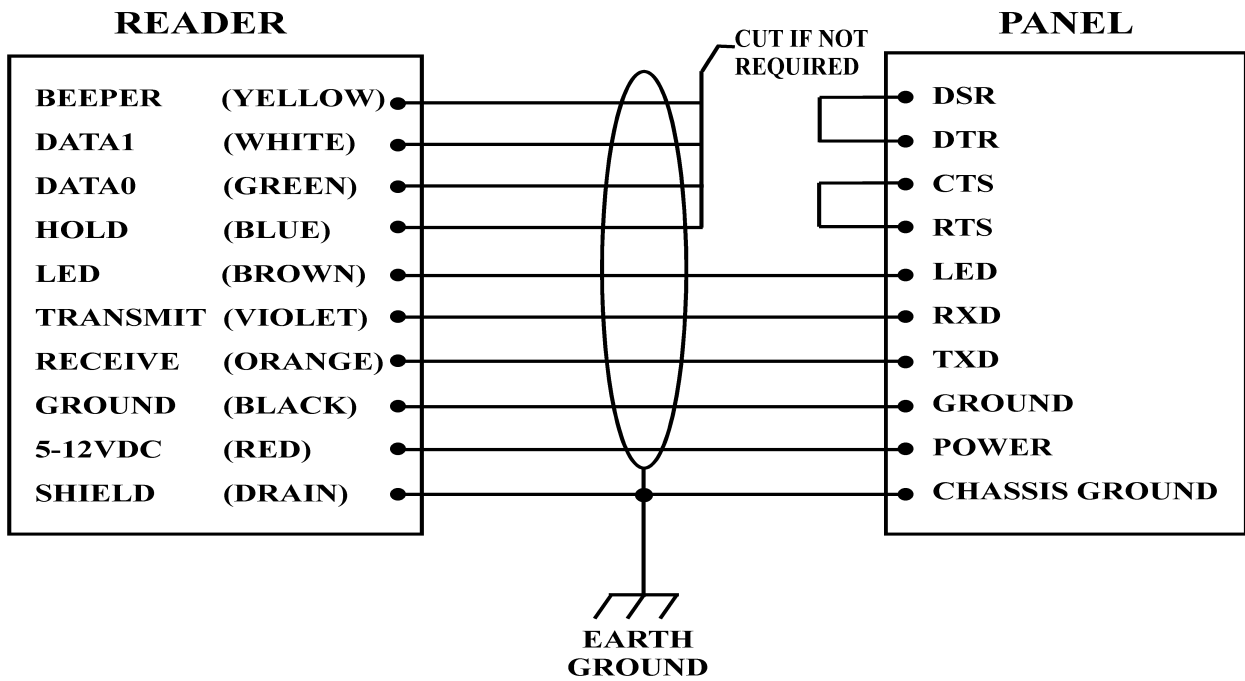 READER
PANEL
CUT IF NOT
REQUIRED
BEEPER (YELLOW)
DATA1 (WHITE)
DATA0 (GREEN)
HOLD (BLUE)
LED (BROWN)
TRANSMIT (VIOLET)
RECEIVE (ORANGE)
GROUND (BLACK)
5-12VDC (RED)
SHIELD (DRAIN)
DSR
DTR
CTS
RTS
LED
RXD
TXD
GROUND
POWER
CHASSIS GROUND
EARTH
GROUND